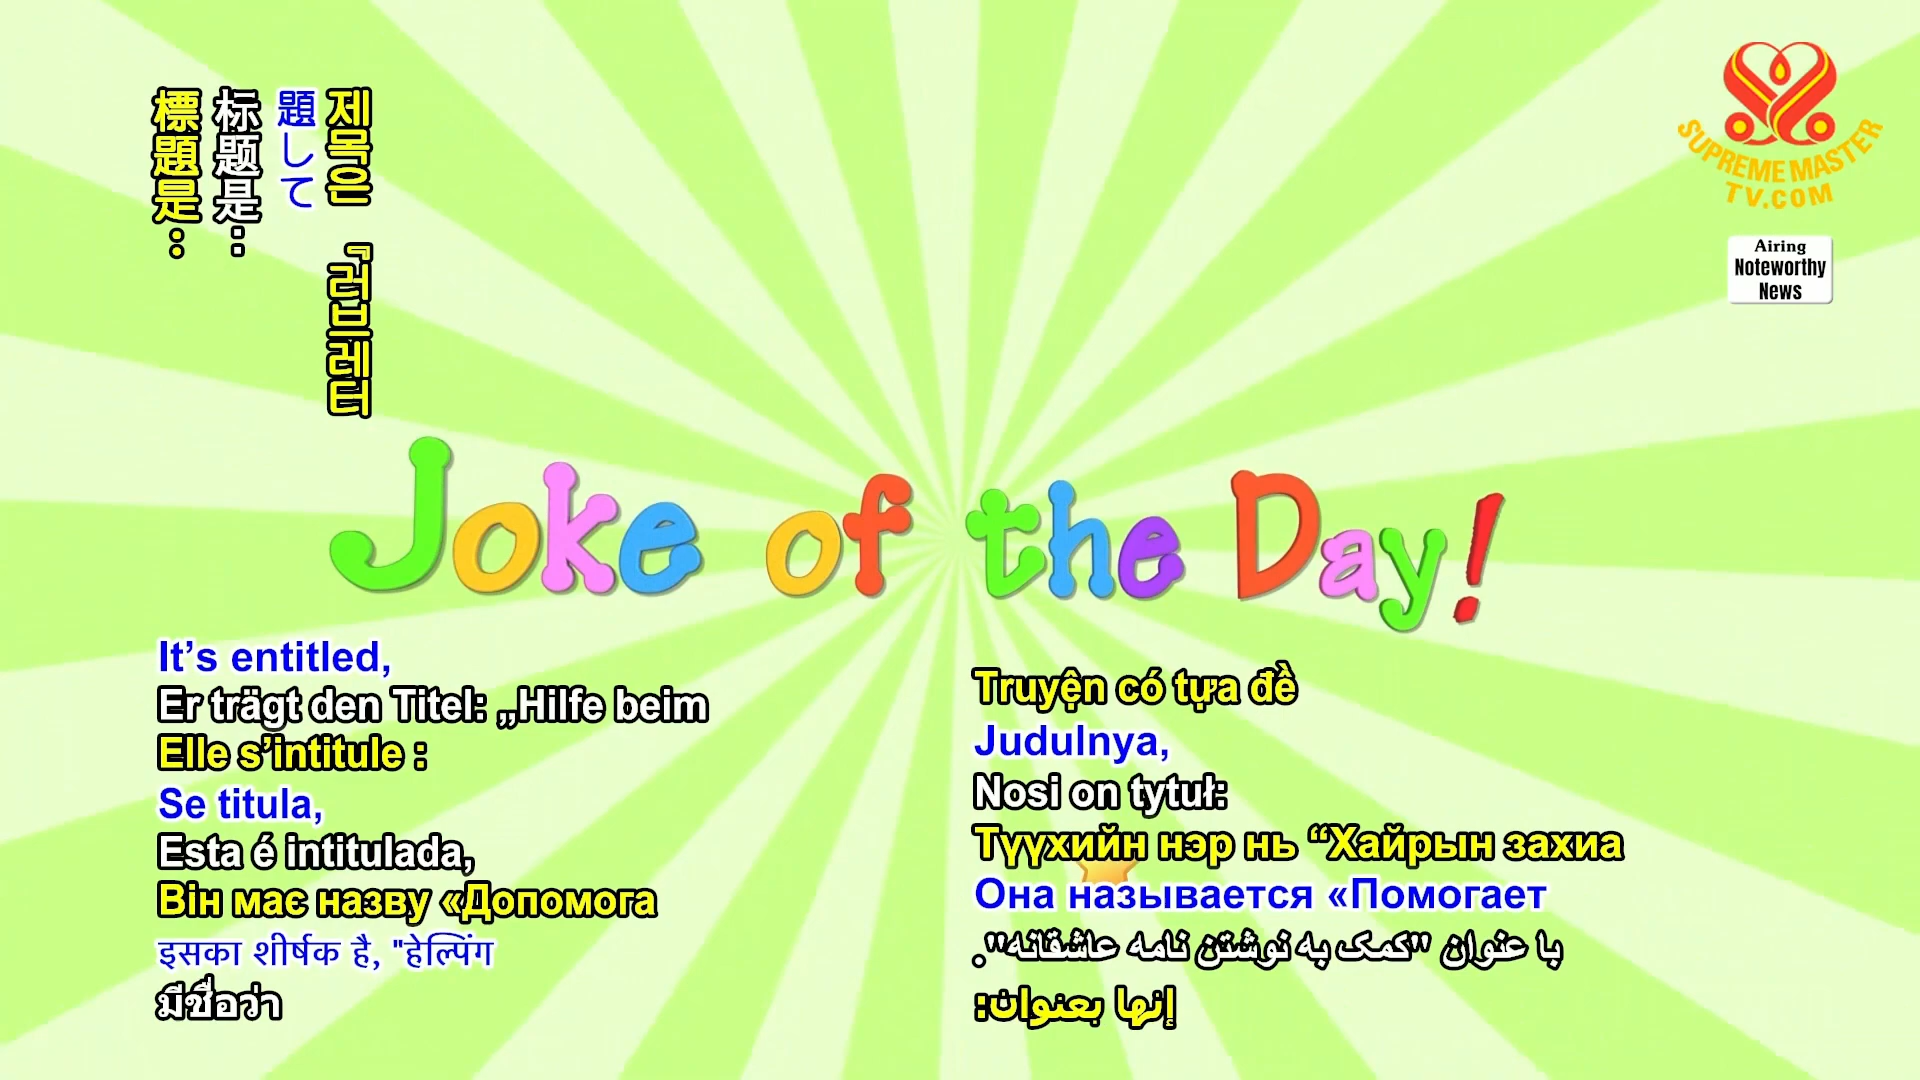 標題是：
标题是：
題して
제목은 『러브레터
SUPREME MASTER
TV.COM
Airing
Noteworthy
News
Joke of the Day!
It’s entitled,
Er trägt den Titel: „Hilfe beim
Elle s’intitule :
Se titula,
Esta é intitulada,
Він має назву «Допомога
इसका शीर्षक है, "हेल्पिंग
มีชื่อว่า
Truyện có tựa đề
Judulnya,
Nosi on tytuł:
Түүхийн нэр нь “Хайрын захиа
Она называется «Помогает
با عنوان "کمک به نوشتن نامه عاشقانه".
إنها بعنوان: